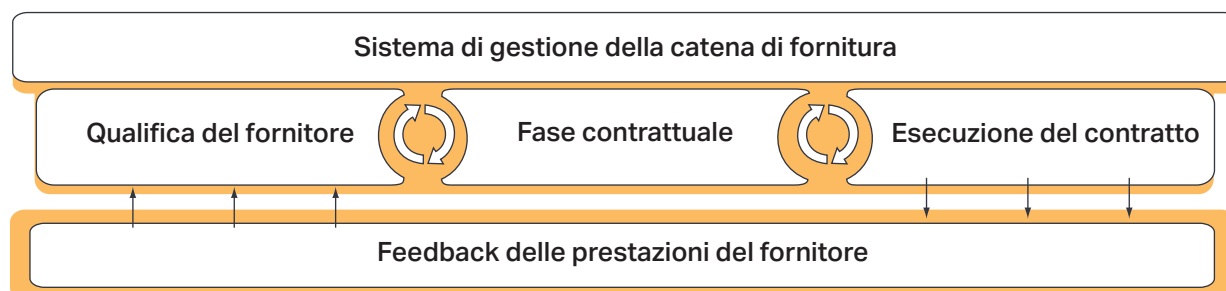 Sistema di gestione della catena di fornitura
Qualifica del fornitore
Fase contrattuale
Esecuzione del contratto
Feedback delle prestazioni del fornitore